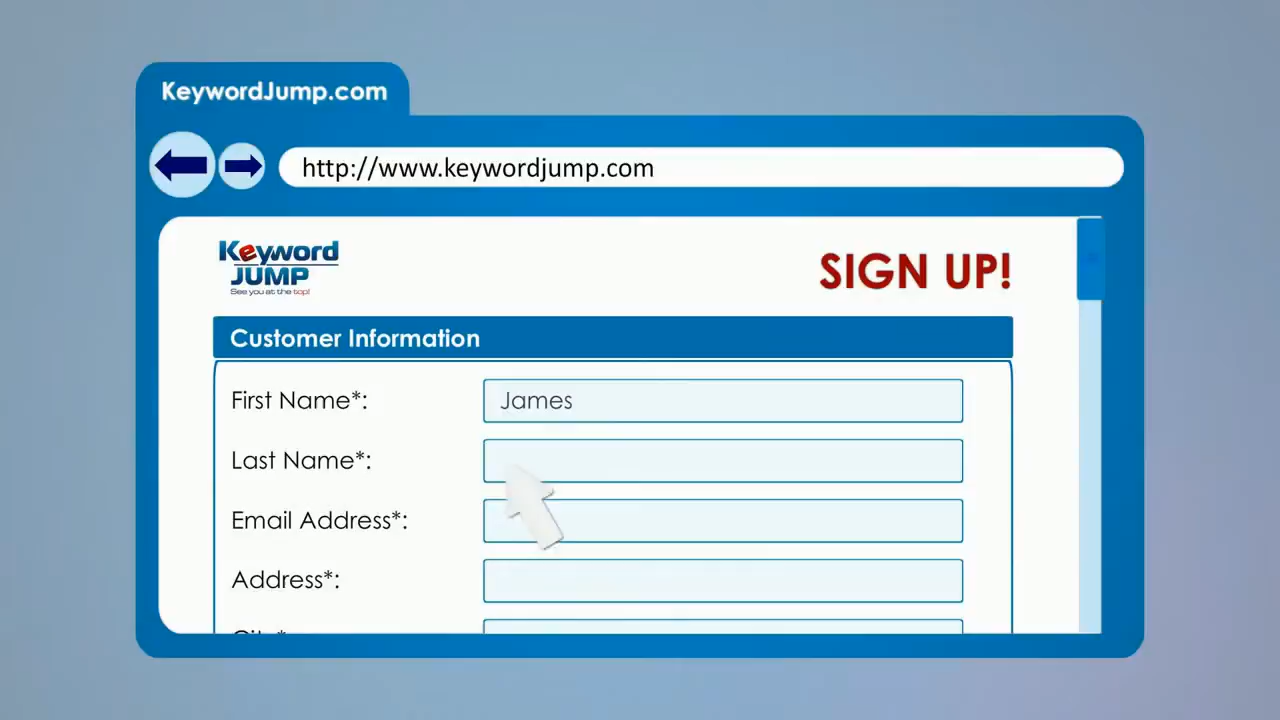 KeywordJump.com
http://www.keywordjump.com
Keyword
JUMP
See you at the top!
SIGN UP!
Customer Information
First Name*: James
Last Name*:
Email Address*:
Address*: